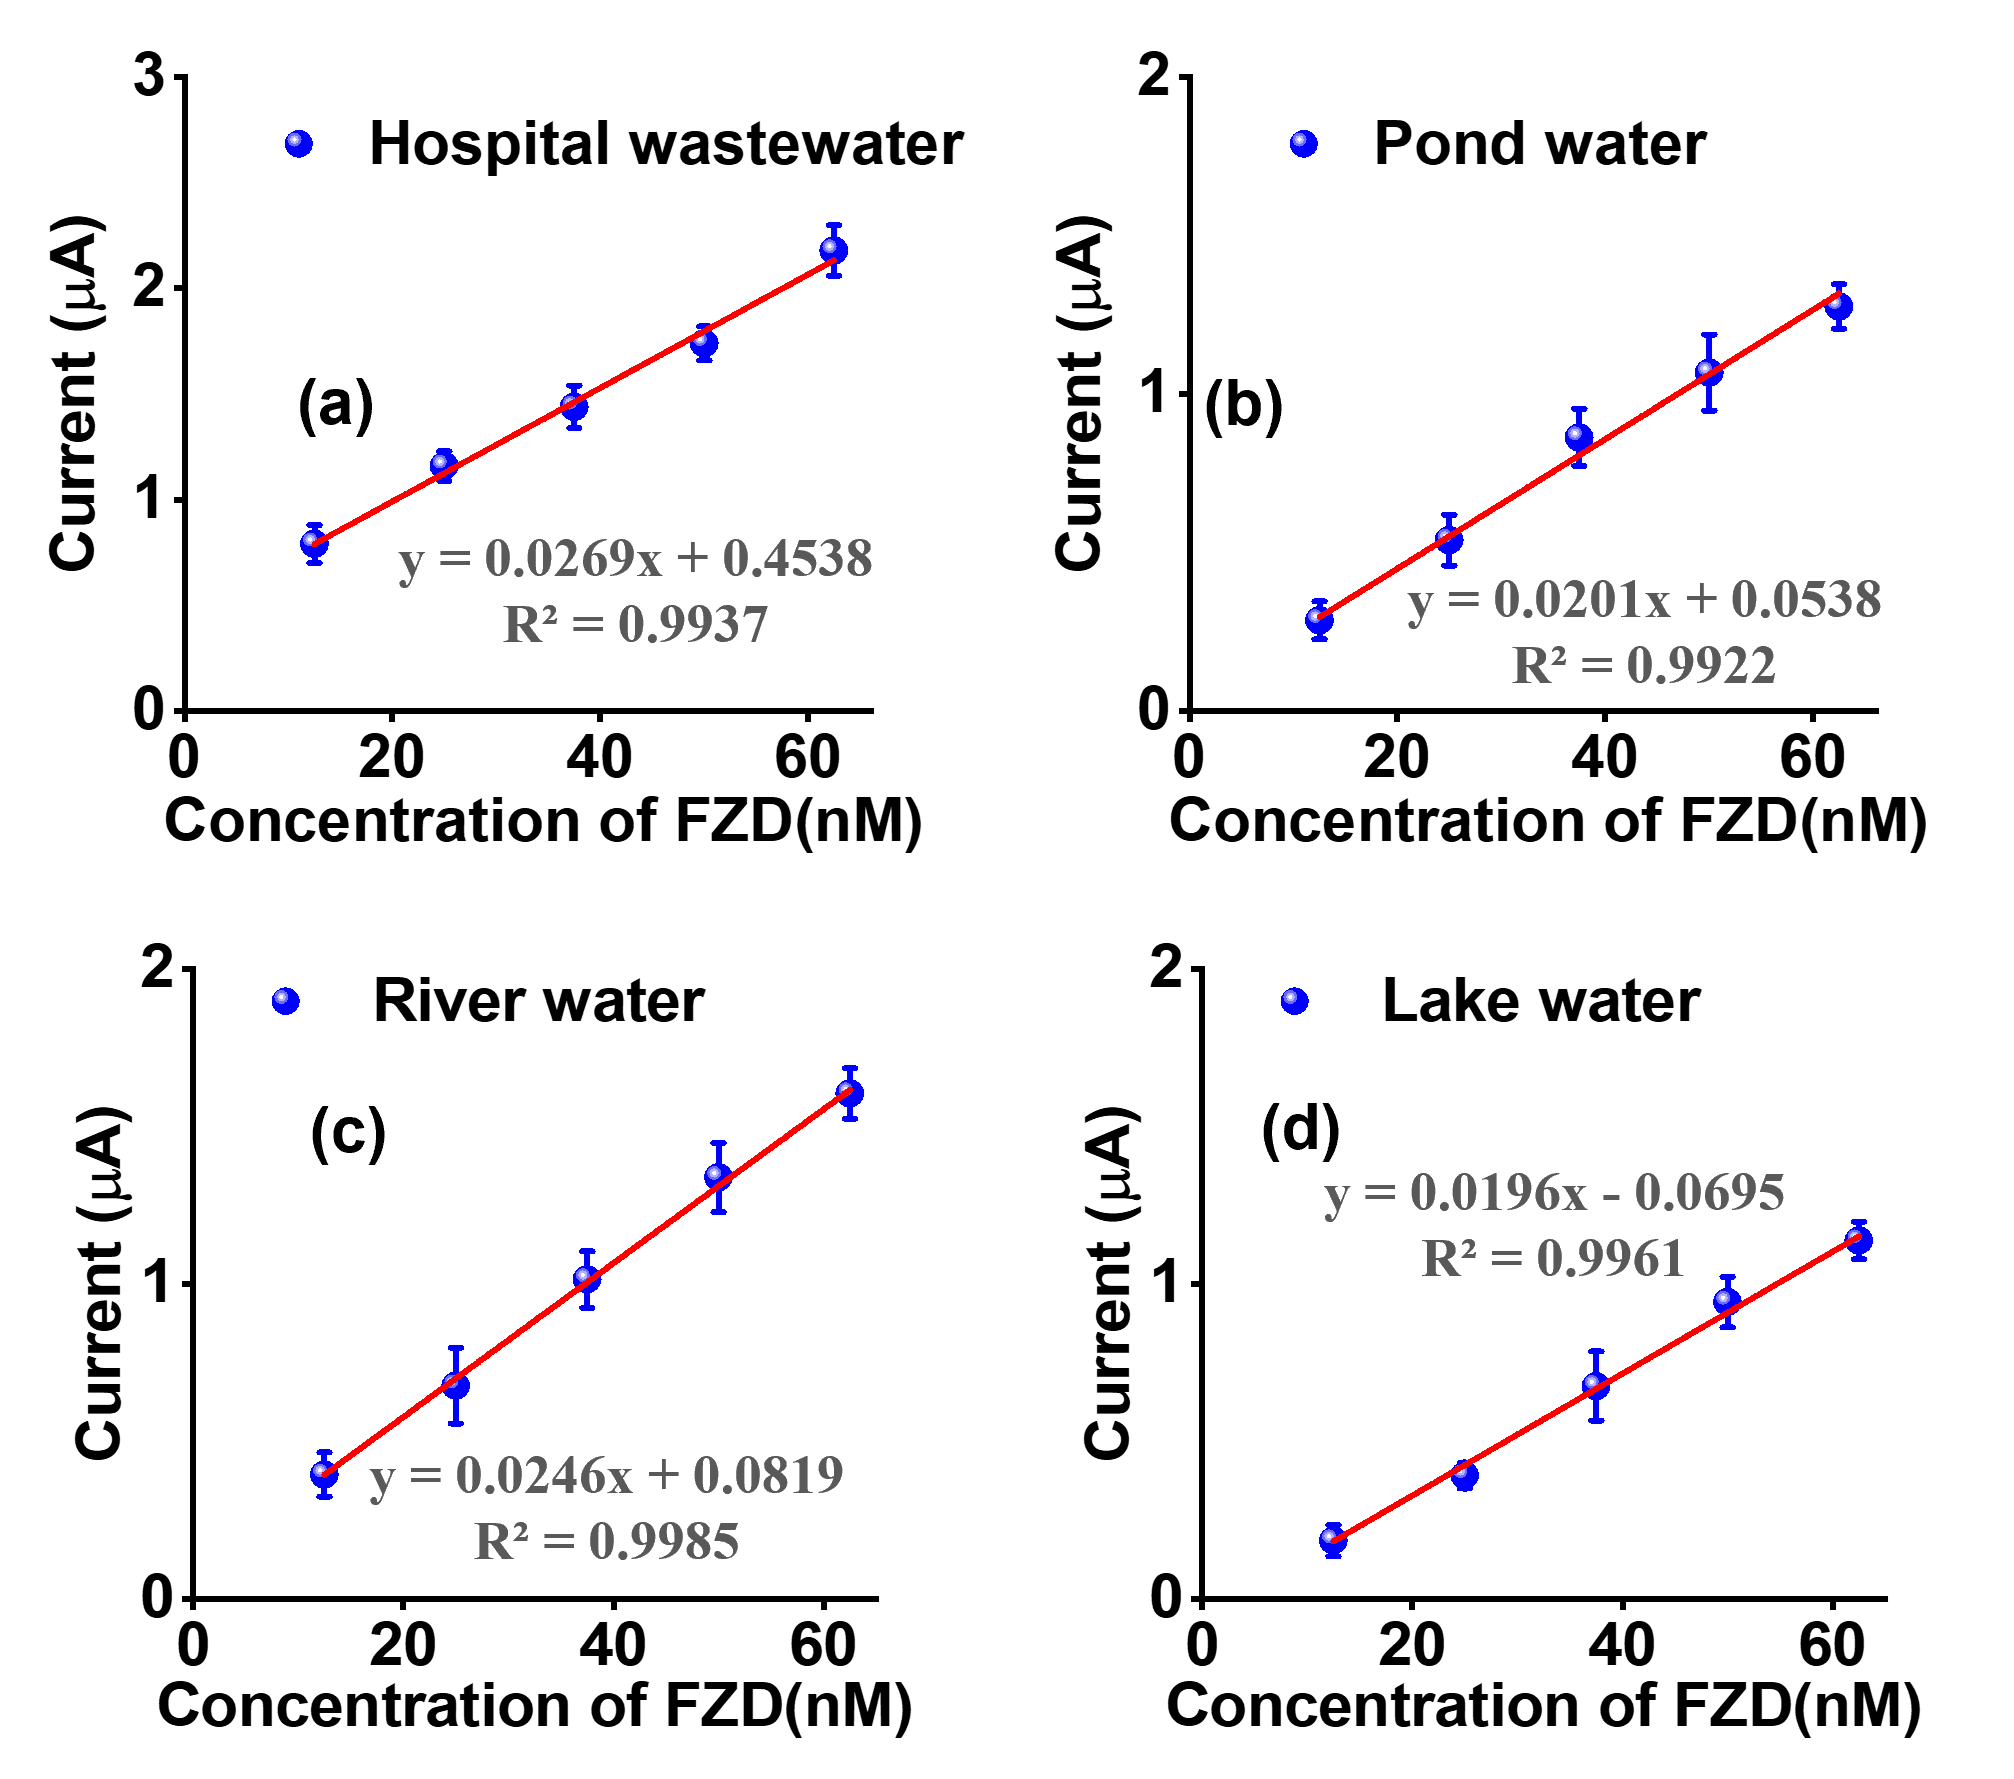 3
2
1
0
Current (μA)
Hospital wastewater
(a)
y = 0.0269x + 0.4538
R² = 0.9937
0 20 40 60
Concentration of FZD(nM)
2
1
0
Current (μA)
Pond water
(b)
y = 0.0201x + 0.0538
R² = 0.9922
0 20 40 60
Concentration of FZD(nM)
2
1
0
Current (μA)
River water
(c)
y = 0.0246x + 0.0819
R² = 0.9985
0 20 40 60
Concentration of FZD(nM)
2
1
0
Current (μA)
Lake water
(d)
y = 0.0196x - 0.0695
R² = 0.9961
0 20 40 60
Concentration of FZD(nM)